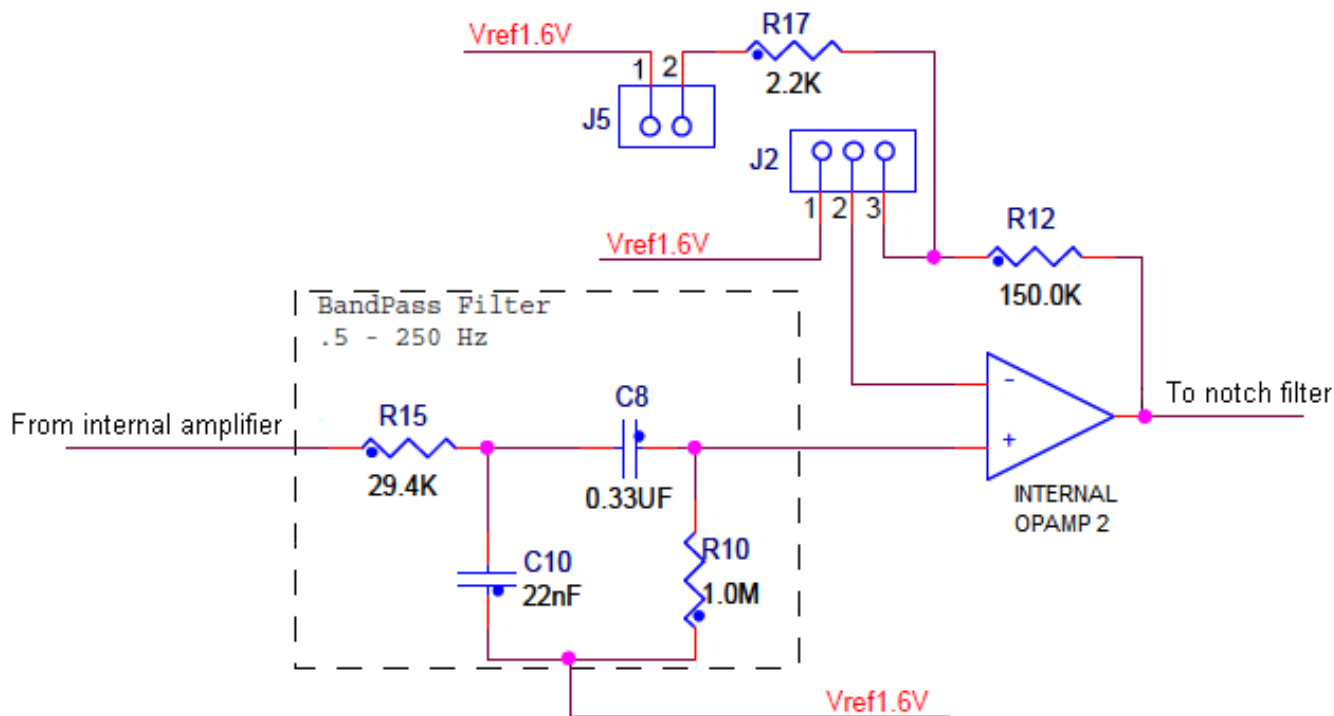 Vref1.6V
R17
1
2
2.2K
J5
J2
1
2
3
R12
Vref1.6V
150.0K
BandPass Filter
.5 - 250 Hz
-
To notch filter
C8
From internal amplifier
R15
+
29.4K
0.33UF
INTERNAL
OPAMP 2
C10
R10
22nF
1.0M
Vref1.6V